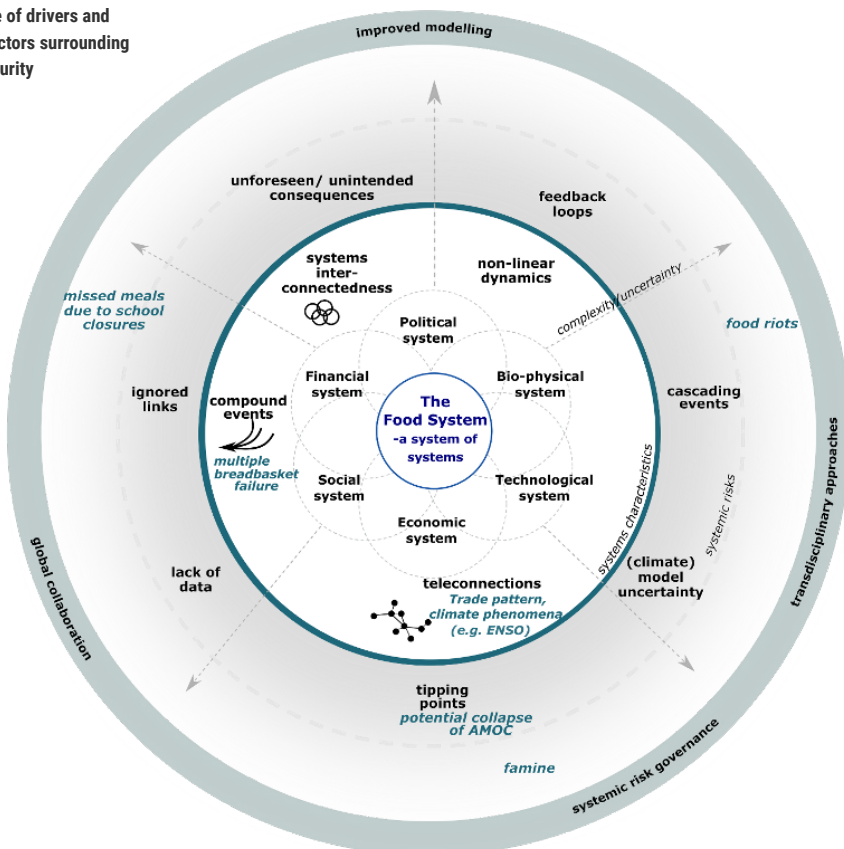 e of drivers and
ctors surrounding
urity
improved modelling
unforeseen/ unintended
consequences
feedback
loops
systems
inter-
connectedness
non-linear
dynamics
complexity/uncertainty
missed meals
due to school
closures
food riots
Political
system
Financial
system
Bio-physical
system
ignored
links
compound
events
multiple
breadbasket
failure
The
Food System
-a system of
systems
cascading
events
Social
system
Technological
system
Economic
system
systems characteristics
systemic risks
transdisciplinary approaches
global collaboration
lack of
data
(climate)
model
uncertainty
teleconnections
Trade pattern,
climate phenomena
(e.g. ENSO)
tipping
points
potential collapse
of AMOC
famine
systemic risk governance